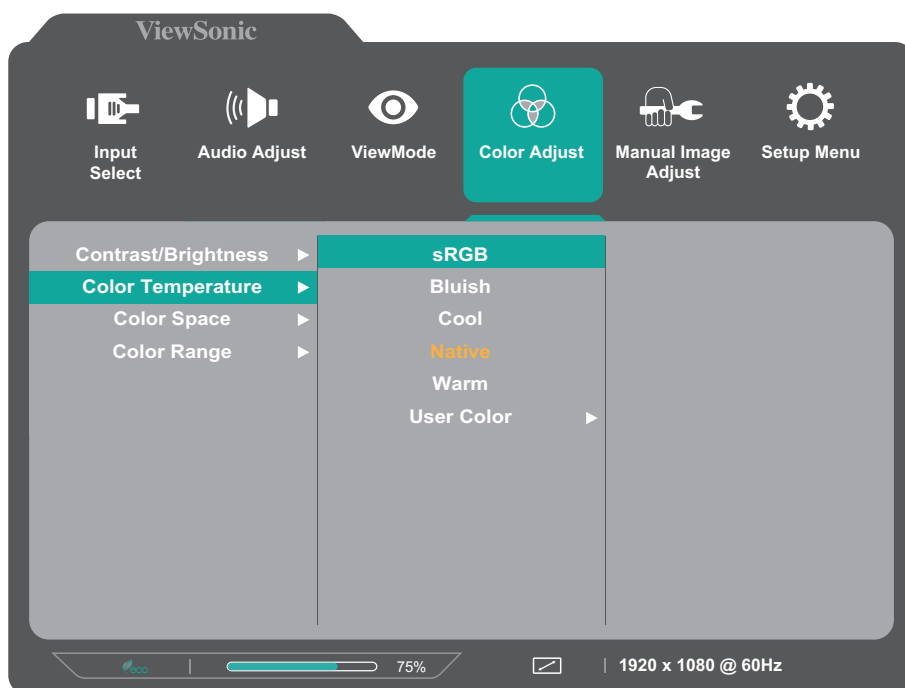 ViewSonic
Input
Select
Audio Adjust
ViewMode
Color Adjust
Manual Image
Adjust
Setup Menu
Contrast/Brightness
Color Temperature
Color Space
Color Range
sRGB
Bluish
Cool
Native
Warm
User Color
eco
75%
1920 x 1080 @ 60Hz